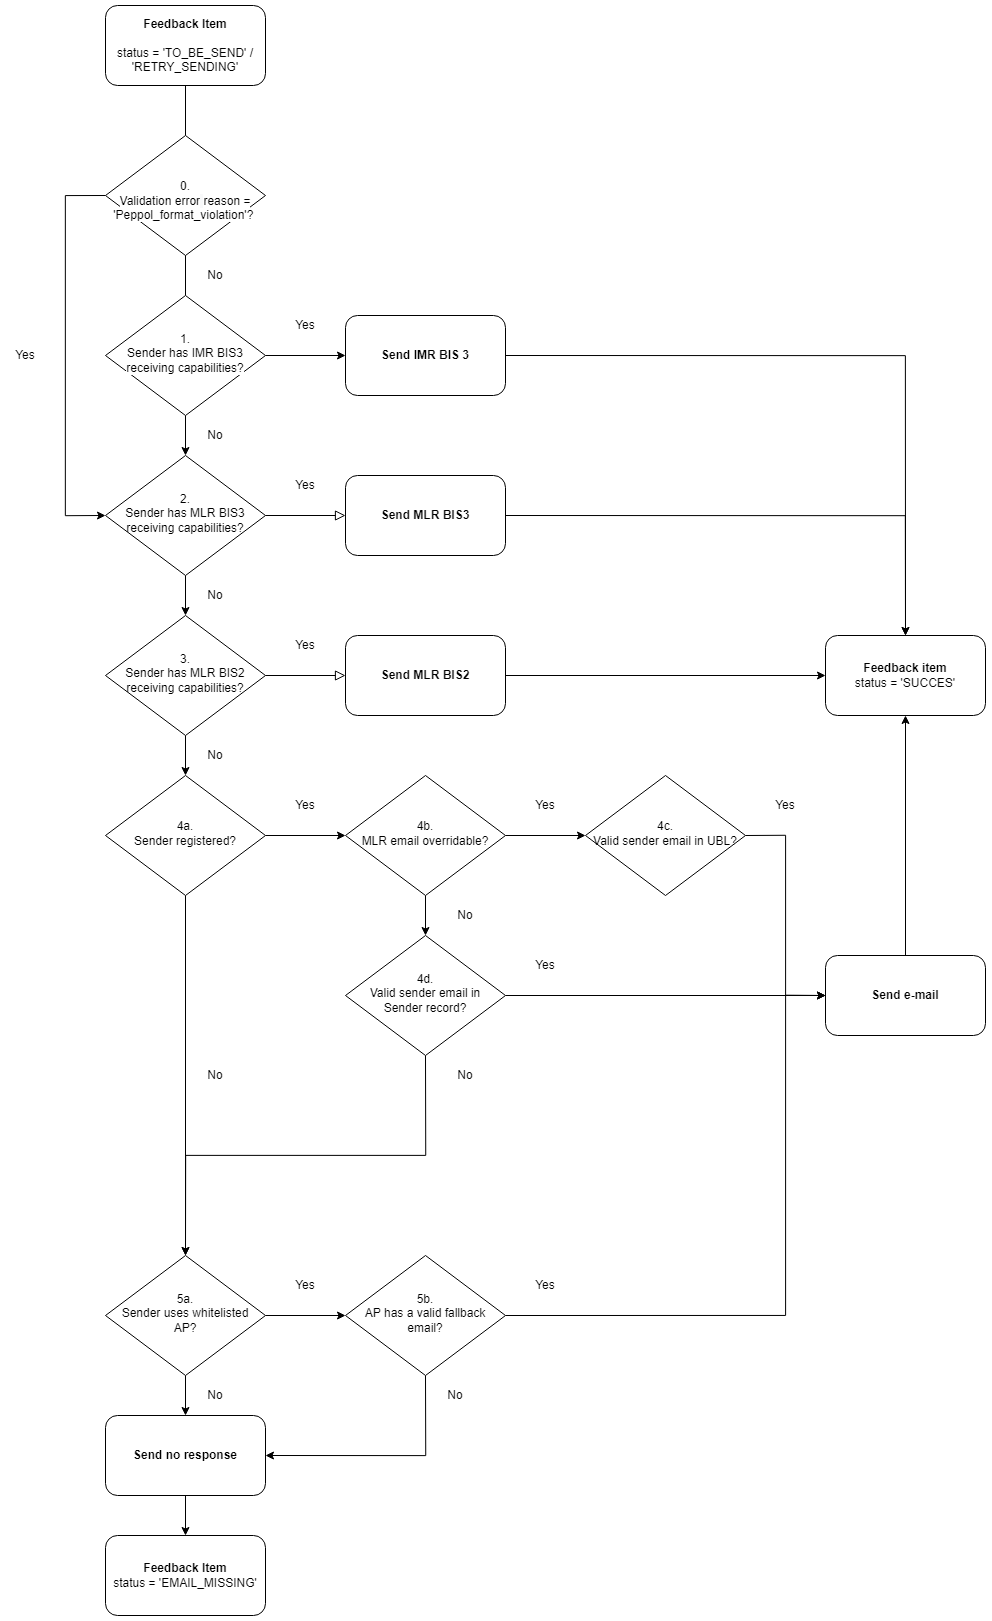 Feedback Item
status = 'TO_BE_SEND' /
'RETRY_SENDING'
0.
Validation error reason =
'Peppol_format_violation'?
No
Yes
1.
Sender has IMR BIS3
receiving capabilities?
Yes
Send IMR BIS 3
No
2.
Sender has MLR BIS3
receiving capabilities?
Yes
Send MLR BIS3
No
3.
Sender has MLR BIS2
receiving capabilities?
Yes
Send MLR BIS2
Feedback item
status = 'SUCCES'
No
4a.
Sender registered?
Yes
4b.
MLR email overridable?
Yes
4c.
Valid sender email in UBL?
Yes
No
4d.
Valid sender email in
Sender record?
Yes
Send e-mail
No
No
5a.
Sender uses whitelisted
AP?
Yes
5b.
AP has a valid fallback
email?
Yes
No
No
Send no response
Feedback Item
status = 'EMAIL_MISSING'